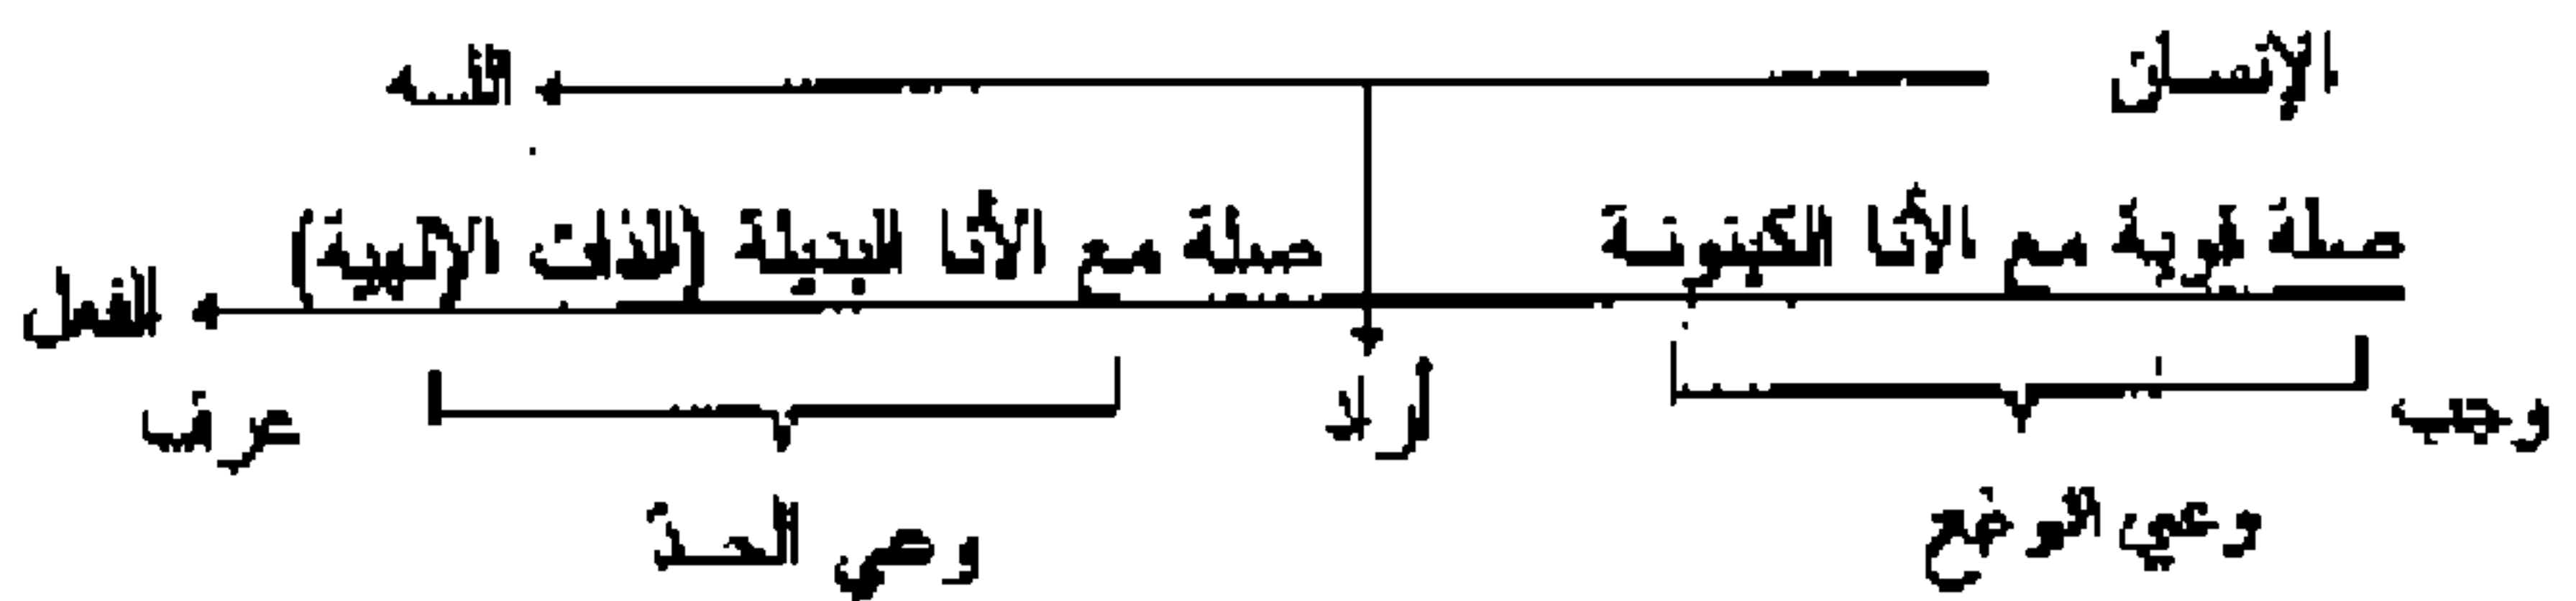 الإنسان الله
صلة قوية مع الأنا الكينونة صلة مع الأنا البديلة (الذات الإلهية)
الفعل
وجب أراد عرف
وعي الوضع وعي الحد